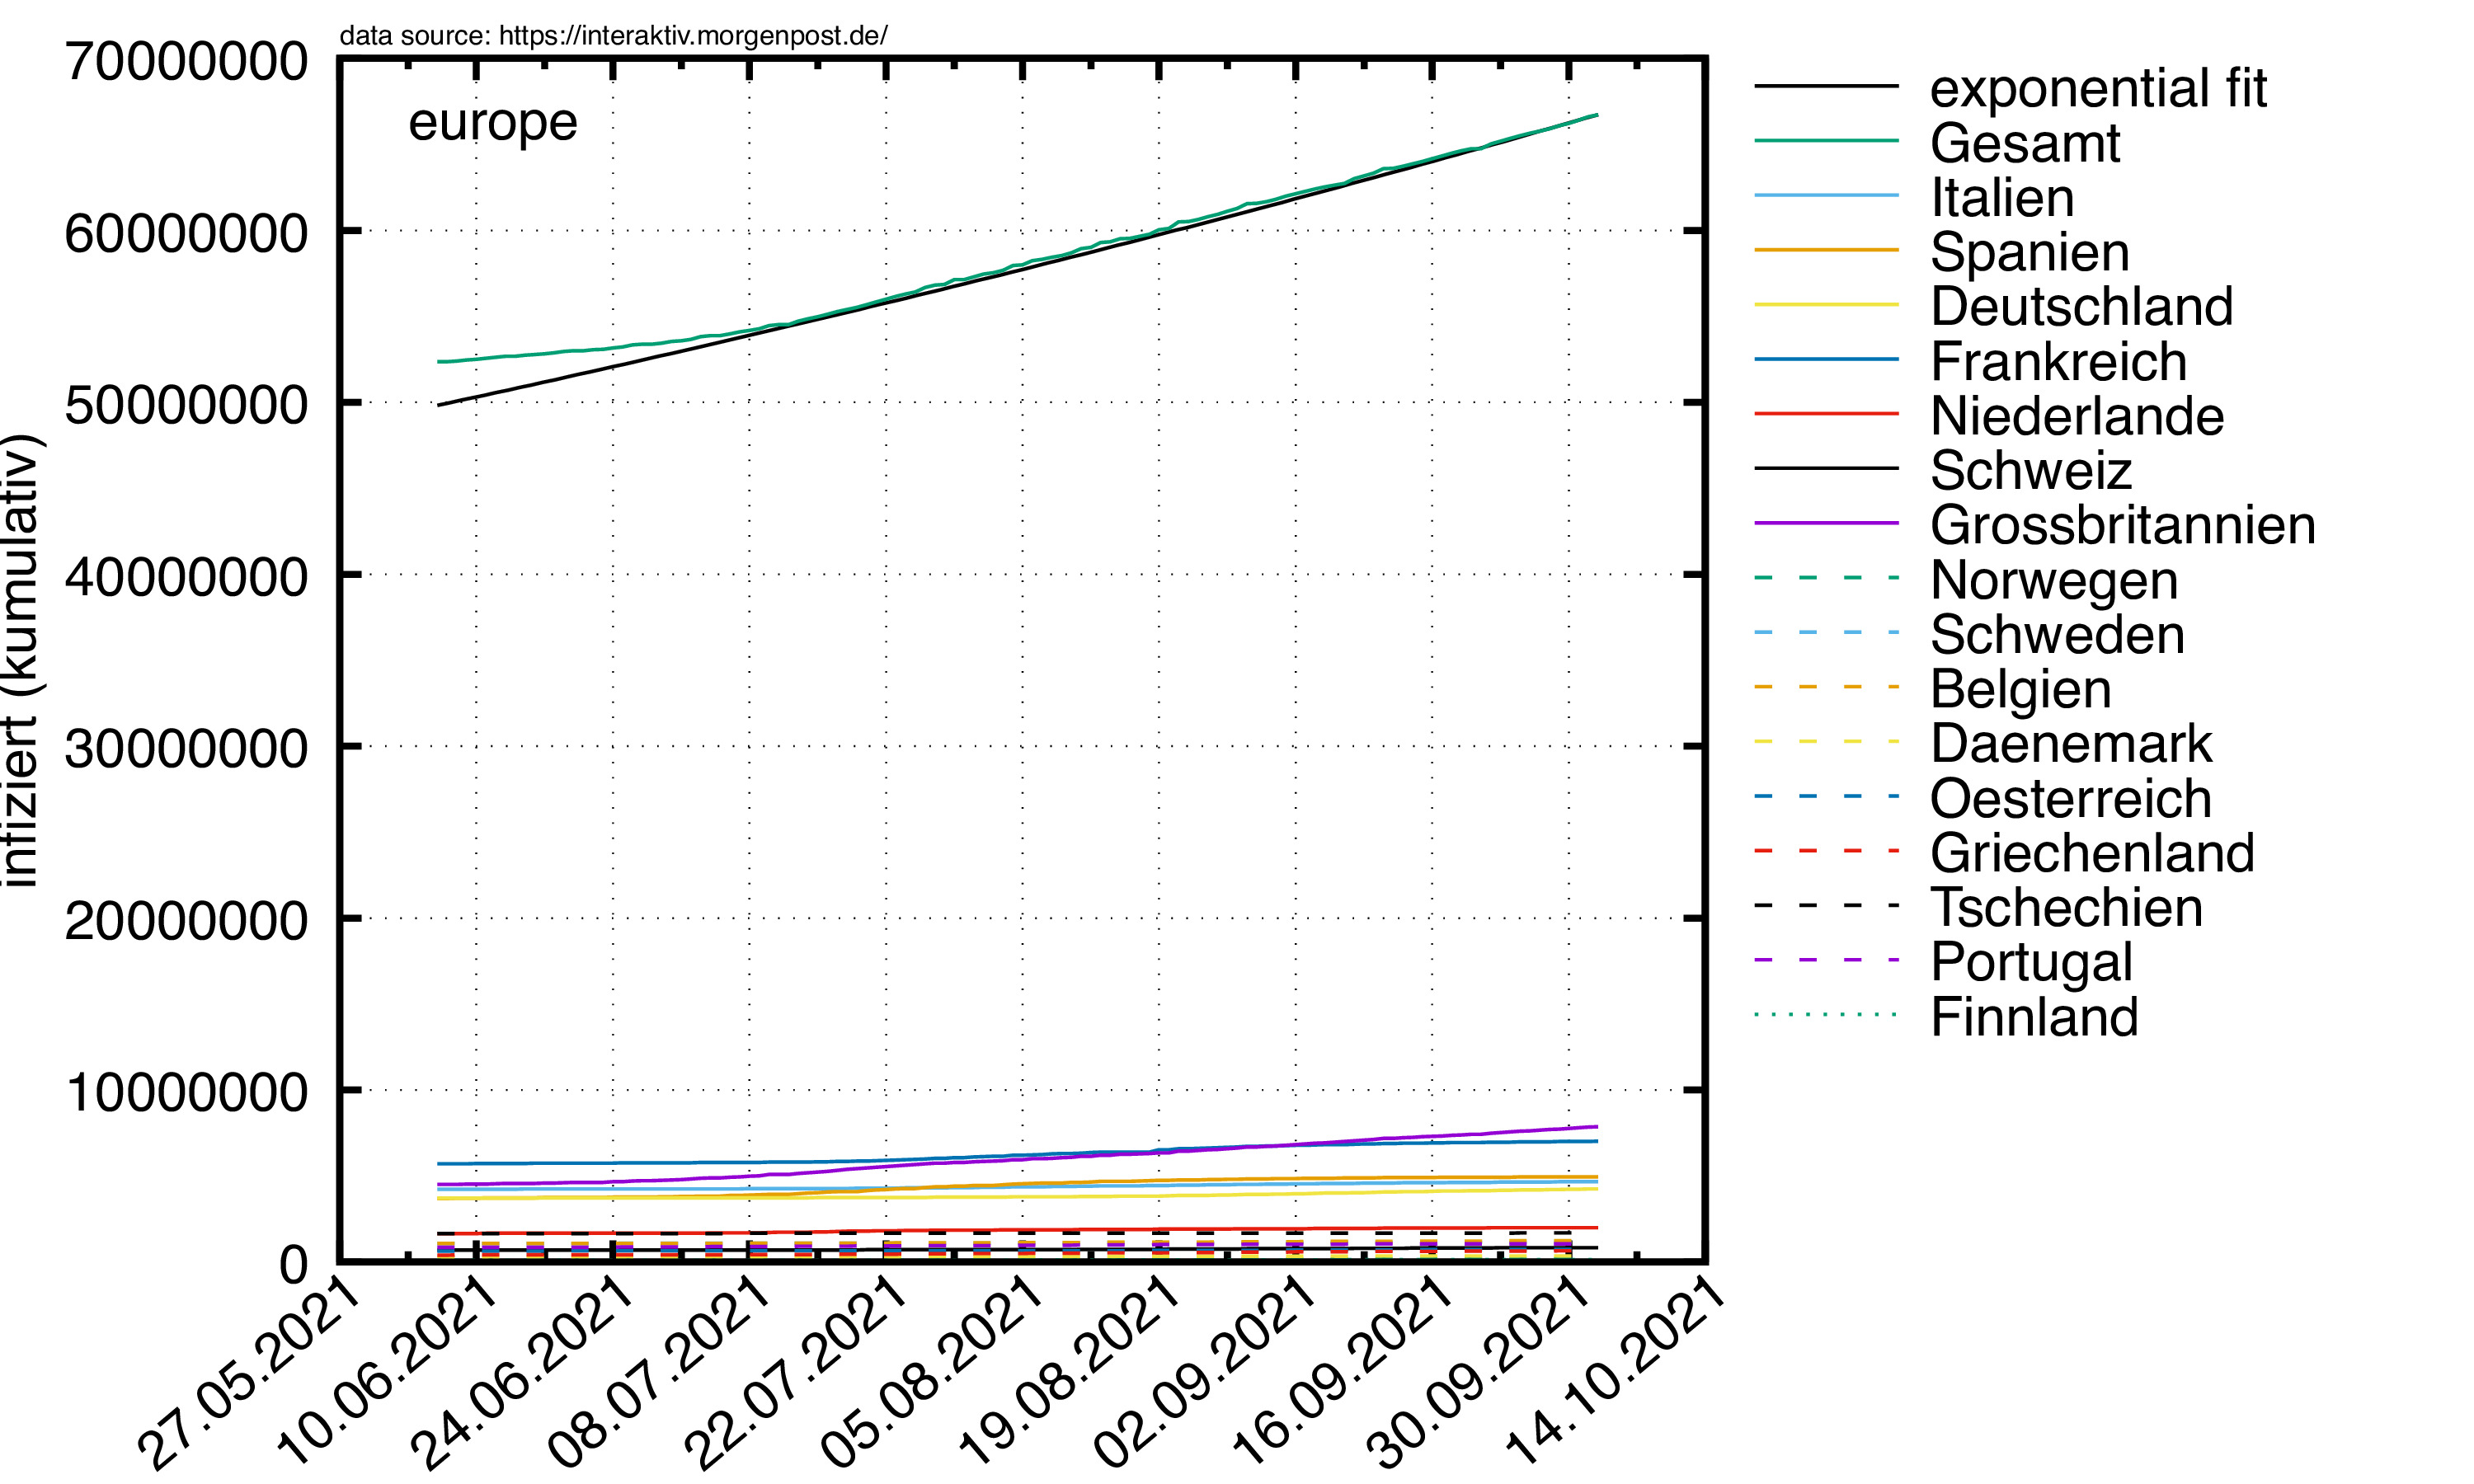 data source: https://interaktiv.morgenpost.de/
europe
infiziert (kumulativ)
70000000
60000000
50000000
40000000
30000000
20000000
10000000
0
27.05.2021
10.06.2021
24.06.2021
08.07.2021
22.07.2021
05.08.2021
19.08.2021
02.09.2021
16.09.2021
30.09.2021
14.10.2021
exponential fit
Gesamt
Italien
Spanien
Deutschland
Frankreich
Niederlande
Schweiz
Grossbritannien
Norwegen
Schweden
Belgien
Daenemark
Oesterreich
Griechenland
Tschechien
Portugal
Finnland